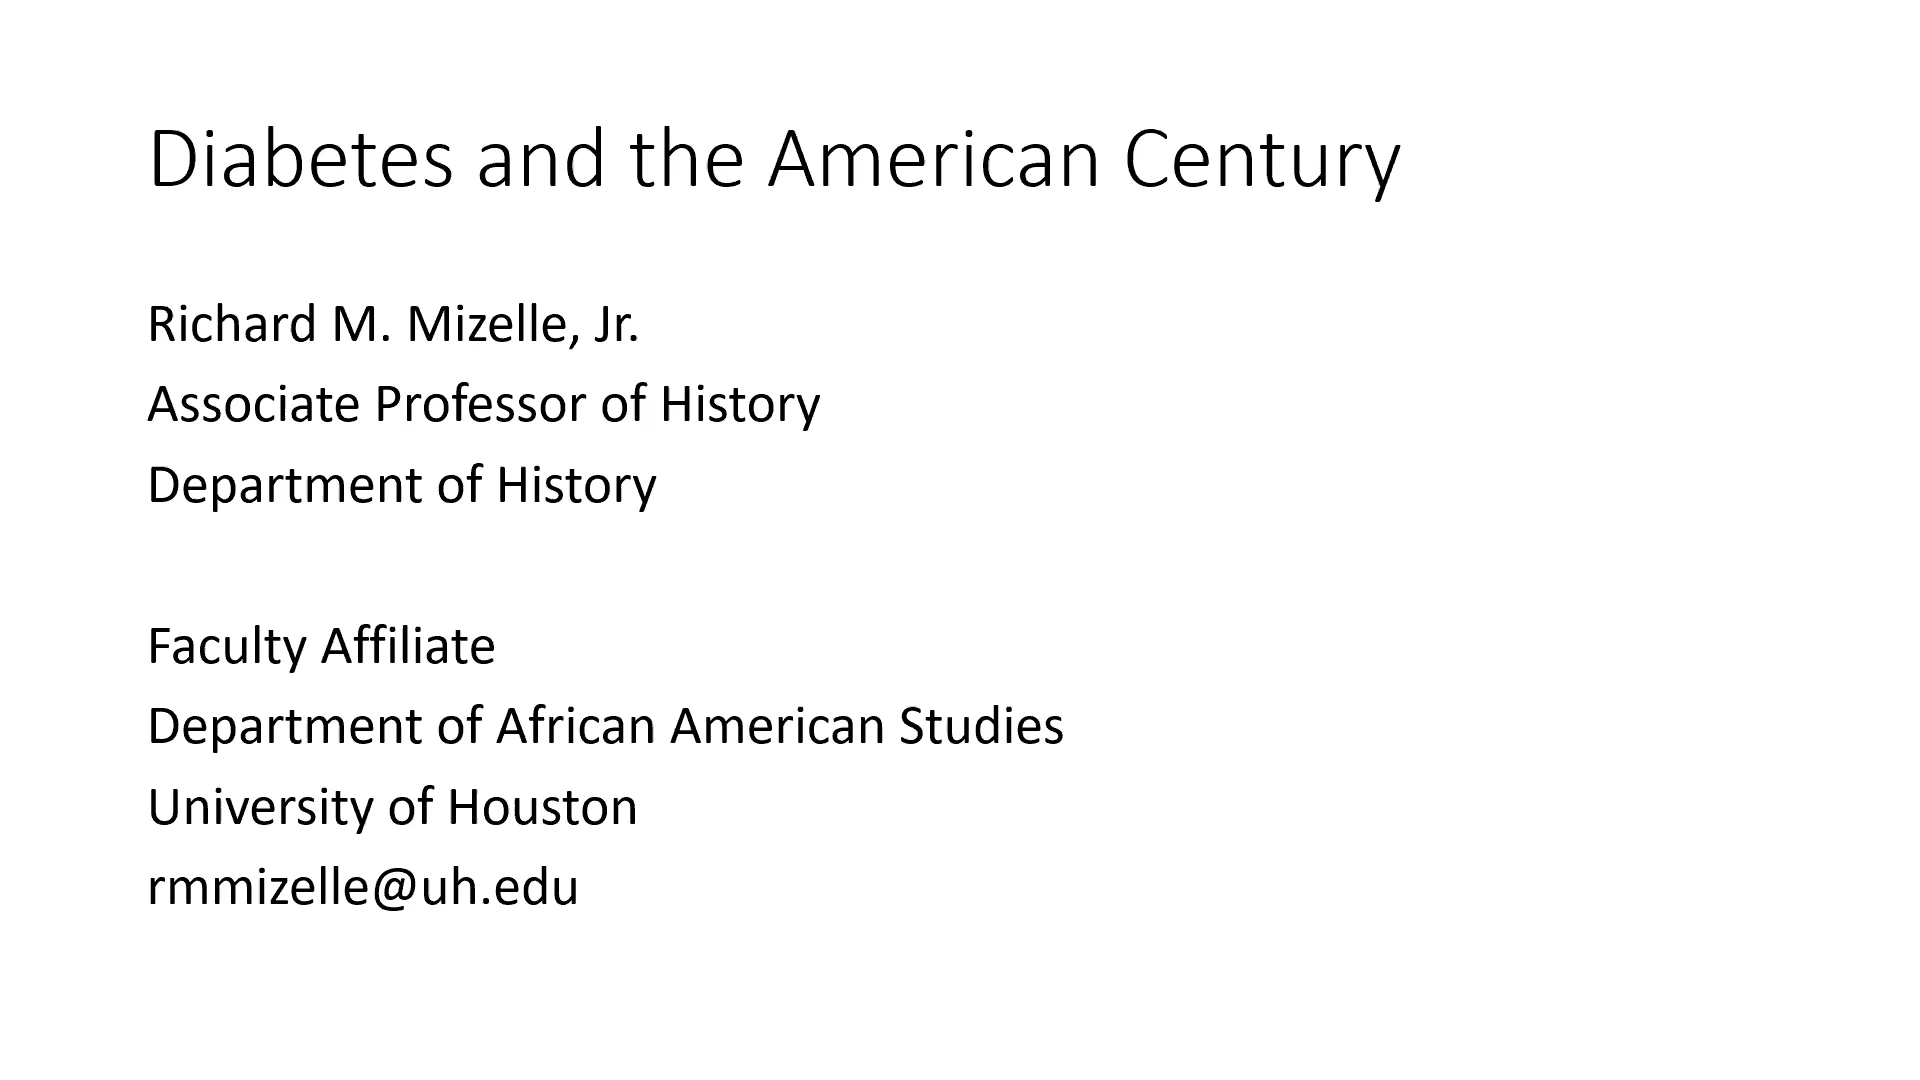 Diabetes and the American Century
Richard M. Mizelle, Jr.
Associate Professor of History
Department of History
Faculty Affiliate
Department of African American Studies
University of Houston
rmmizelle@uh.edu